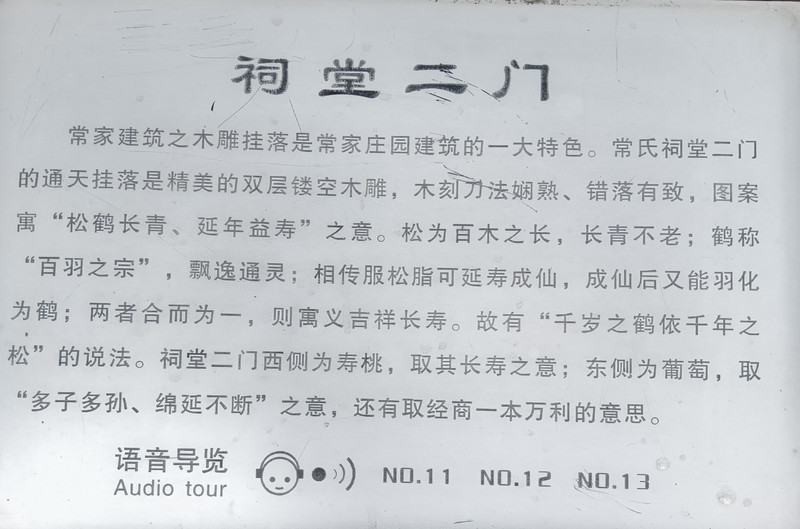 祠堂二门
常家建筑之木雕挂落是常家庄园建筑的一大特色。常氏祠堂二门
的通天挂落是精美的双层镂空木雕，木刻刀法娴熟、错落有致，图案
寓“松鹤长青、延年益寿”之意。松为百木之长，长青不老；鹤称
“百羽之宗”，飘逸通灵；相传服松脂可延寿成仙，成仙后又能羽化
为鹤；两者合而为一，则寓义吉祥长寿。故有“千岁之鹤依千年之
松”的说法。祠堂二门西侧为寿桃，取其长寿之意；东侧为葡萄，取
“多子多孙、绵延不断”之意，还有取经商一本万利的意思。
语音导览
Audio tour
NO.11 NO.12 NO.13